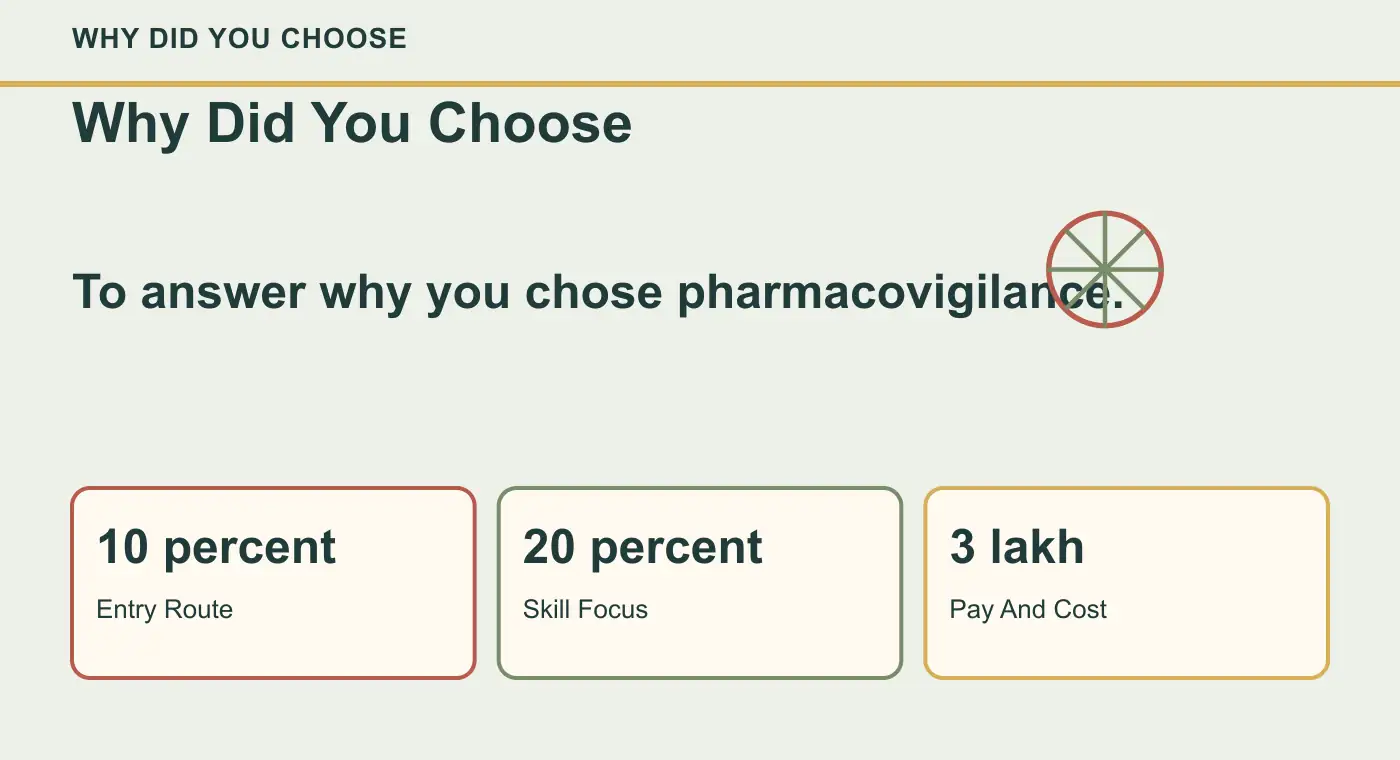 WHY DID YOU CHOOSE
Why Did You Choose
To answer why you chose pharmacovigilance.
10 percent
Entry Route
20 percent
Skill Focus
3 lakh
Pay And Cost